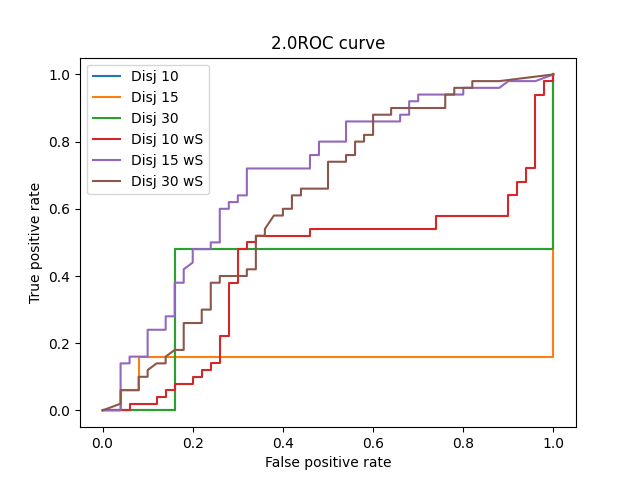 2.0ROC curve
Disj 10
Disj 15
Disj 30
Disj 10 wS
Disj 15 wS
Disj 30 wS
True positive rate
1.0
0.8
0.6
0.4
0.2
0.0
0.0 0.2 0.4 0.6 0.8 1.0
False positive rate